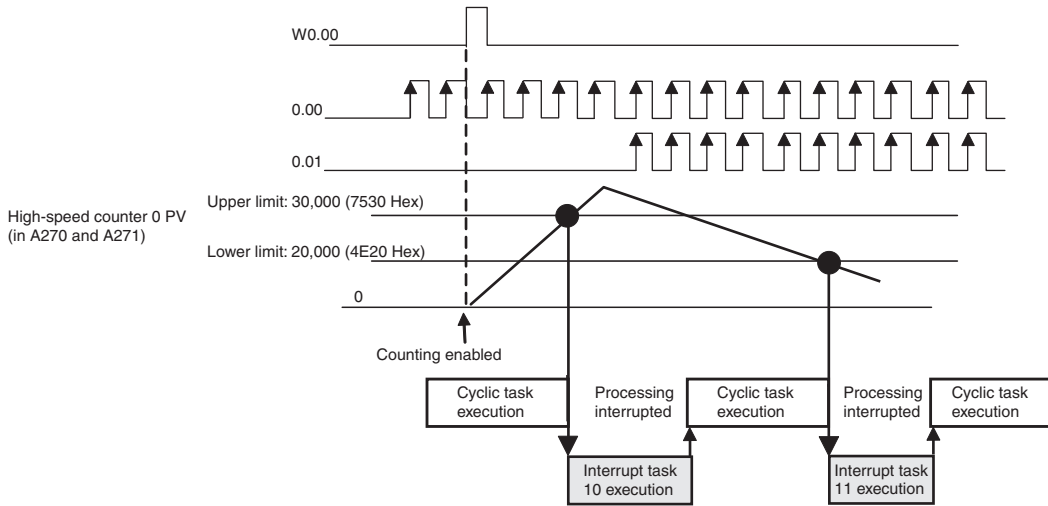 W0.00
0.00
0.01
Upper limit: 30,000 (7530 Hex)
High-speed counter 0 PV
(in A270 and A271)
Lower limit: 20,000 (4E20 Hex)
0
Counting enabled
Cyclic task
execution
Processing
interrupted
Cyclic task
execution
Processing
interrupted
Cyclic task
execution
Interrupt task
10 execution
Interrupt task
11 execution